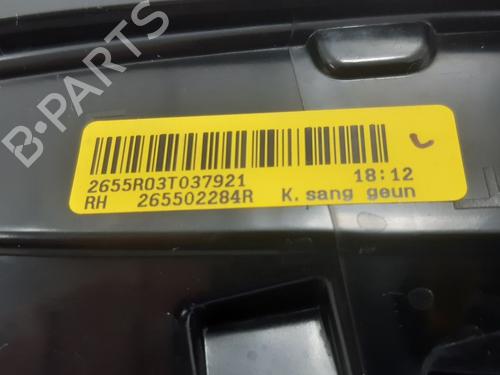 B-PARTS
2655R03T037921 18:12
RH 265502284R K.sang geun